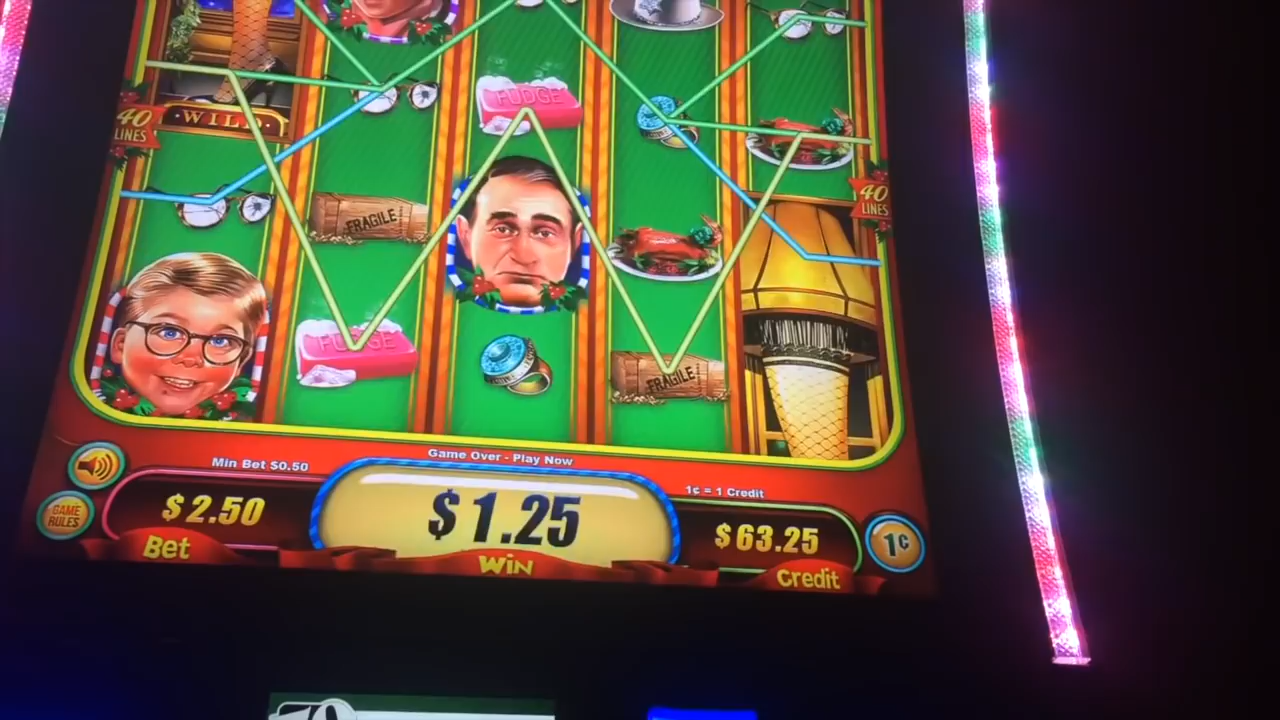 FUDGE
WILD
40
LINES
FRAGILE
40
LINES
FUDGE
FRAGILE
Min Bet $0.50
Game Over - Play Now
1¢ = 1 Credit
GAME
RULES
$2.50
$1.25
$63.25
1¢
Bet
WIN
Credit